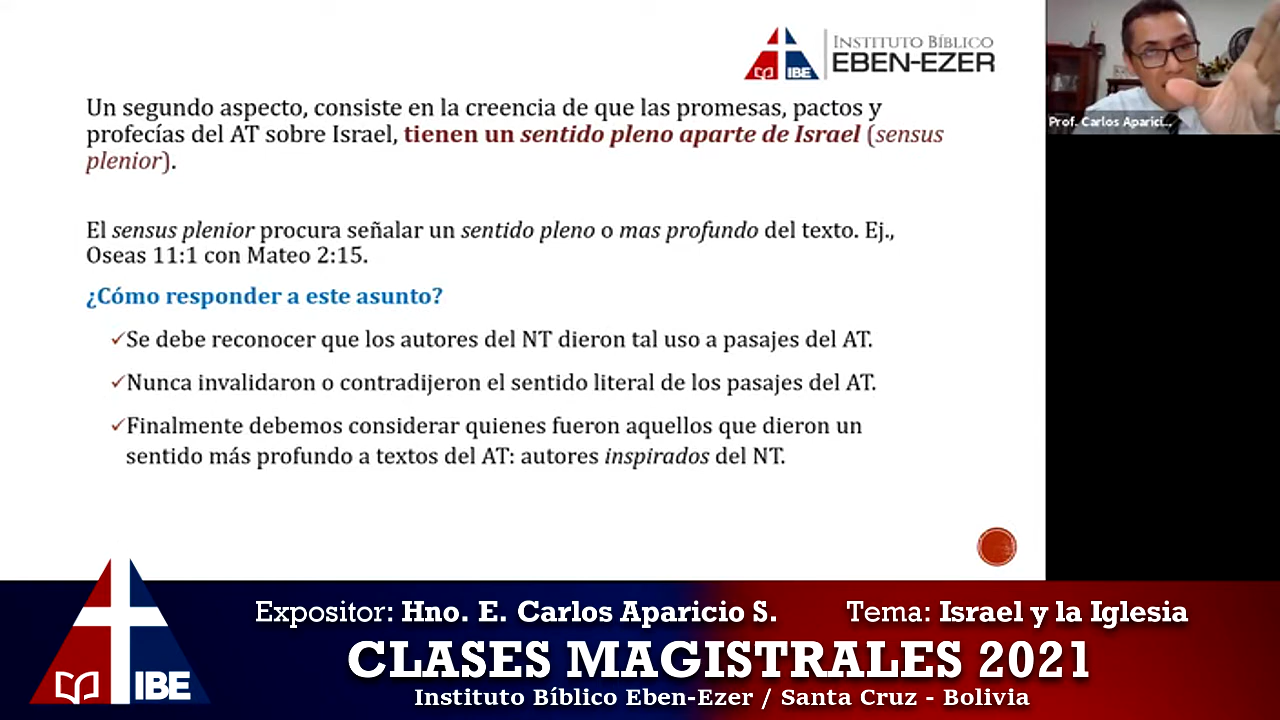 INSTITUTO BÍBLICO
EBEN-EZER
IBE
Un segundo aspecto, consiste en la creencia de que las promesas, pactos y
profecías del AT sobre Israel, tienen un sentido pleno aparte de Israel (sensus
plenior).
El sensus plenior procura señalar un sentido pleno o mas profundo del texto. Ej.,
Oseas 11:1 con Mateo 2:15.
¿Cómo responder a este asunto?
✓Se debe reconocer que los autores del NT dieron tal uso a pasajes del AT.
✓Nunca invalidaron o contradijeron el sentido literal de los pasajes del AT.
✓Finalmente debemos considerar quienes fueron aquellos que dieron un
sentido más profundo a textos del AT: autores inspirados del NT.
Prof. Carlos Aparici...
IBE
Expositor: Hno. E. Carlos Aparicio S. Tema: Israel y la Iglesia
CLASES MAGISTRALES 2021
Instituto Bíblico Eben-Ezer / Santa Cruz - Bolivia